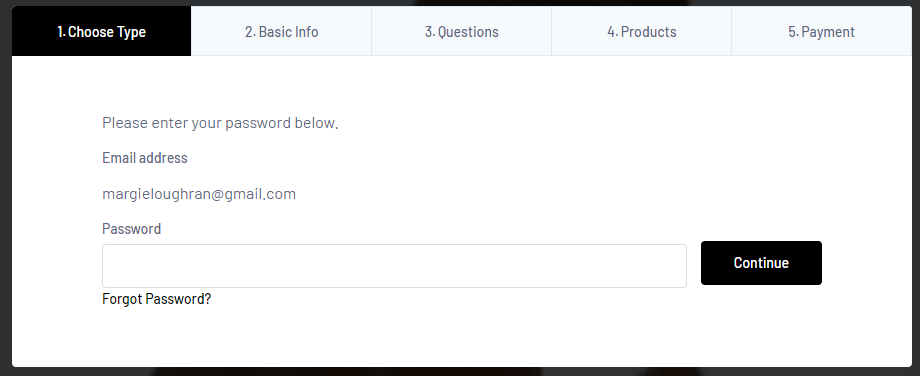 1. Choose Type
2. Basic Info
3. Questions
4. Products
5. Payment
Please enter your password below.
Email address
margieloughran@gmail.com
Password
Continue
Forgot Password?